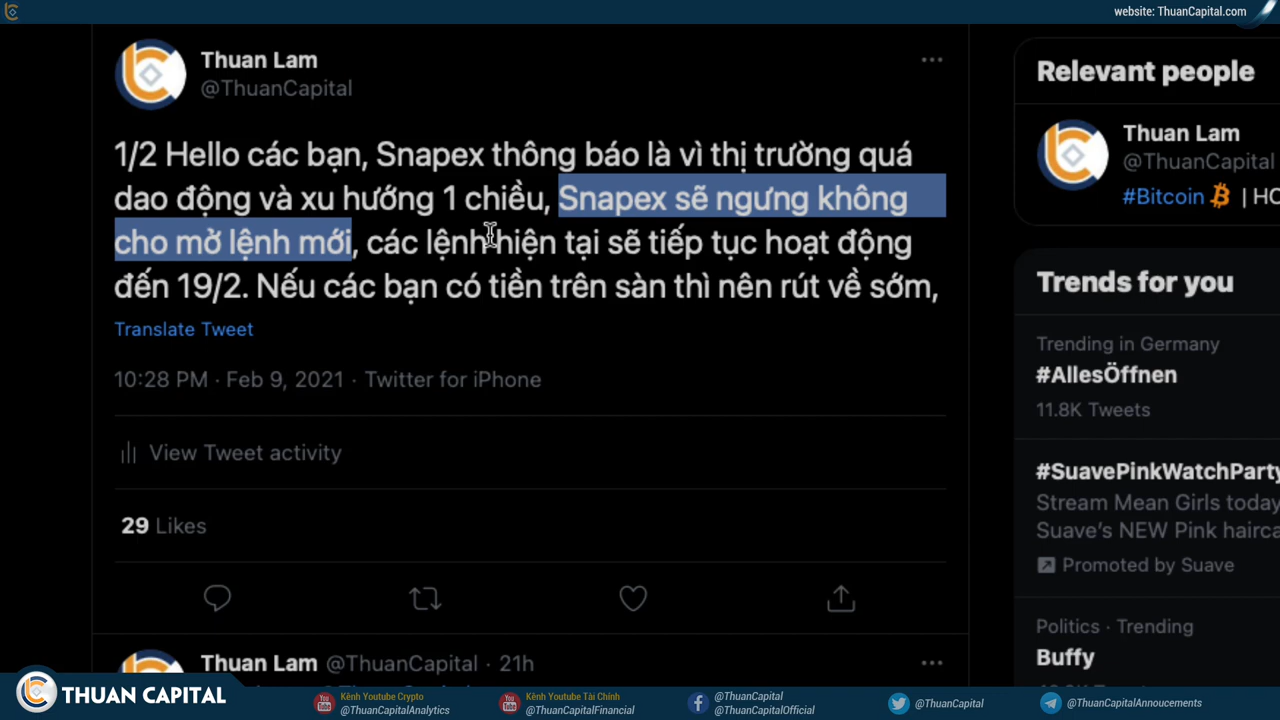 website: ThuanCapital.com
Thuan Lam
@ThuanCapital
1/2 Hello các bạn, Snapex thông báo là vì thị trường quá
dao động và xu hướng 1 chiều, Snapex sẽ ngưng không
cho mở lệnh mới, các lệnh hiện tại sẽ tiếp tục hoạt động
đến 19/2. Nếu các bạn có tiền trên sàn thì nên rút về sớm,
Translate Tweet
10:28 PM · Feb 9, 2021 · Twitter for iPhone
View Tweet activity
29 Likes
Thuan Lam @ThuanCapital · 21h
Relevant people
Thuan Lam
@ThuanCapital
#Bitcoin | HO
Trends for you
Trending in Germany
#AllesÖffnen
11.8K Tweets
#SuavePinkWatchParty
Stream Mean Girls today
Suave's NEW Pink hairca
Promoted by Suave
Politics · Trending
Buffy
THUAN CAPITAL
Kênh Youtube Crypto
@ThuanCapitalAnalytics
Kênh Youtube Tài Chính
@ThuanCapitalFinancial
@ThuanCapital
@ThuanCapitalOfficial
@ThuanCapital
@ThuanCapitalAnnoucements